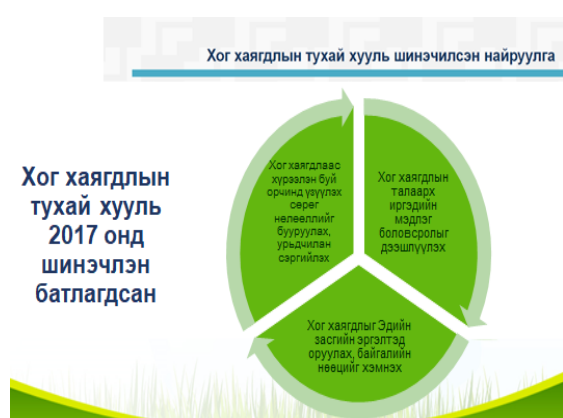 Хог хаягдлын тухай хууль шинэчилсэн найруулга
Хог хаягдлын
тухай хууль
2017 онд
шинэчлэн
батлагдсан
Хог хаягдлаас
хүрээлэн буй
орчинд үзүүлэх
сөрөг
нөлөөллийг
бууруулах,
урьдчилан
сэргийлэх
Хог хаягдлын
талаарх
иргэдийн
мэдлэг
боловсролыг
дээшлүүлэх
Хог хаягдлыг Эдийн
засгийн эргэлтэд
оруулах, байгалийн
нөөцийг хэмнэх